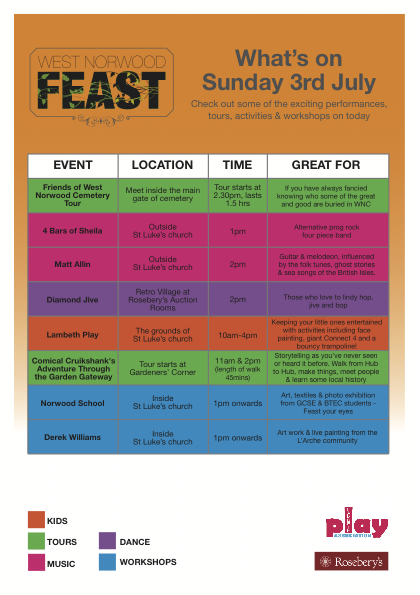 WEST NORWOOD
FEAST
What's on
Sunday 3rd July
Check out some of the exciting performances,
tours, activities & workshops on today
EVENT LOCATION TIME GREAT FOR
Friends of West
Norwood Cemetery
Tour
Meet inside the main
gate of cemetery
Tour starts at
2.30pm, lasts
1.5 hrs
If you have always fancied
knowing who some of the great
and good are buried in WNC
4 Bars of Sheila
Outside
St Luke's church
1pm
Alternative prog rock
four piece band
Matt Allin
Outside
St Luke's church
2pm
Guitar & melodeon, influenced
by the folk tunes, ghost stories
& sea songs of the British Isles.
Diamond Jive
Retro Village at
Rosebery's Auction
Rooms
2pm
Those who love to lindy hop,
jive and bop
Lambeth Play
The grounds of
St Luke's church
10am-4pm
Keeping your little ones entertained
with activities including face
painting, giant Connect 4 and a
bouncy trampoline!
Comical Cruikshank's
Adventure Through
the Garden Gateway
Tour starts at
Gardeners' Corner
11am & 2pm
(length of walk
45mins)
Storytelling as you've never seen
or heard it before. Walk from Hub
to Hub, make things, meet people
& learn some local history
Norwood School
Inside
St Luke's church
1pm onwards
Art, textiles & photo exhibition
from GCSE & BTEC students -
Feast your eyes
Derek Williams
Inside
St Luke's church
1pm onwards
Art work & live painting from the
L'Arche community
KIDS
TOURS
MUSIC
DANCE
WORKSHOPS
play
Rosebery's